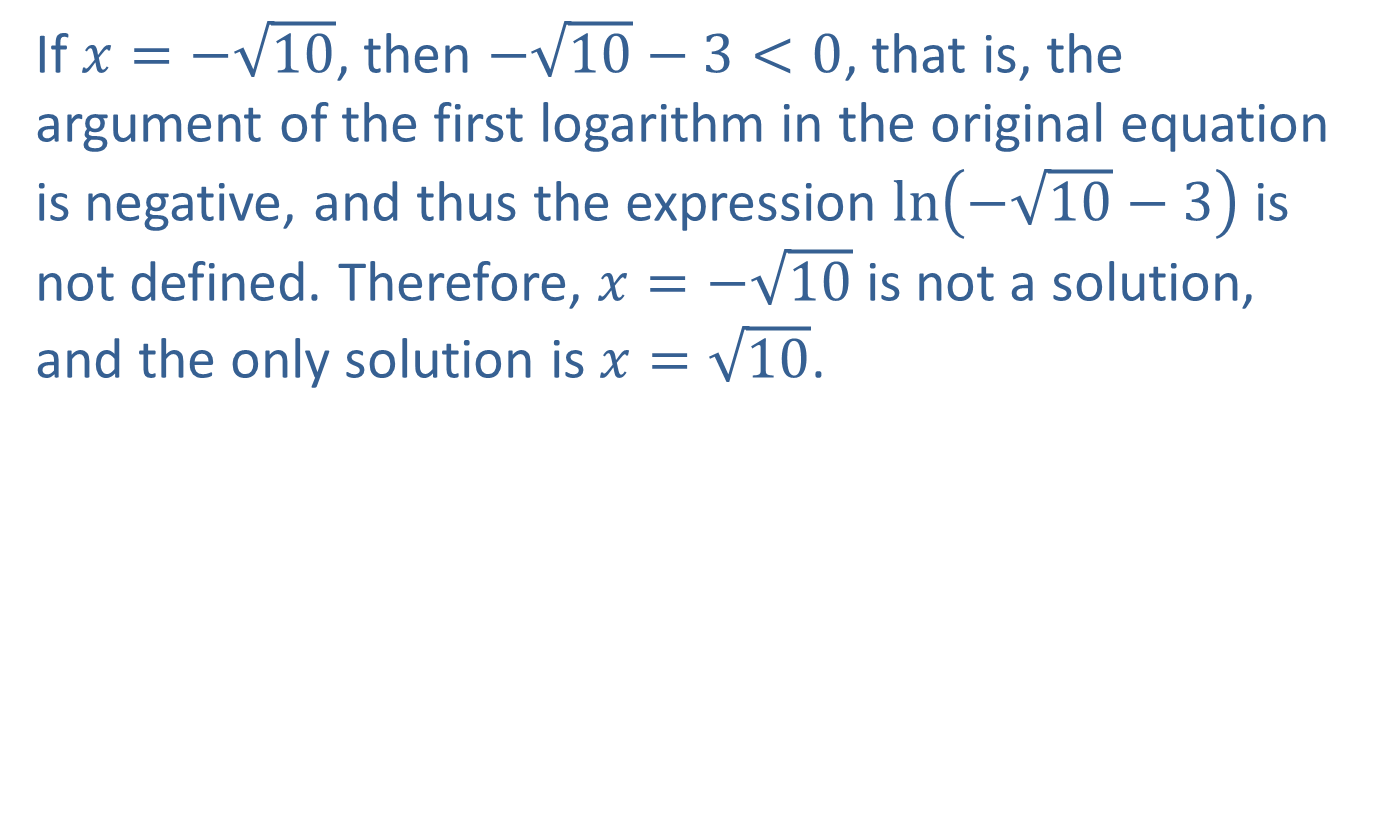 If x = −√10, then −√10 − 3 < 0, that is, the
argument of the first logarithm in the original equation
is negative, and thus the expression ln(−√10 − 3) is
not defined. Therefore, x = −√10 is not a solution,
and the only solution is x = √10.